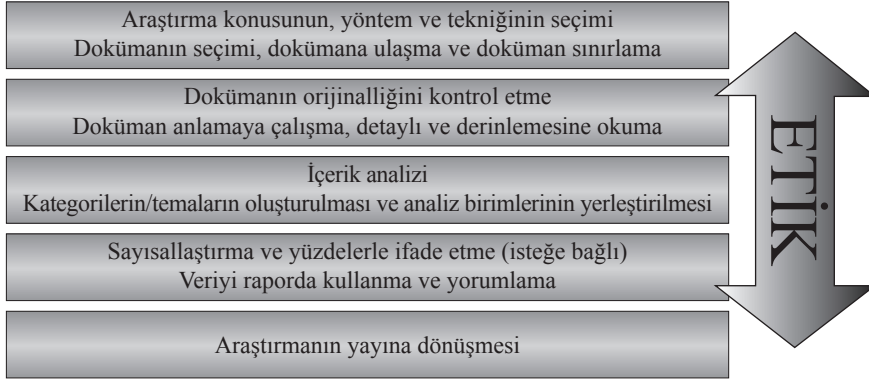 Araştırma konusunun, yöntem ve tekniğinin seçimi
Dokümanın seçimi, dokümana ulaşma ve doküman sınırlama
Dokümanın orijinalliğini kontrol etme
Doküman anlamaya çalışma, detaylı ve derinlemesine okuma
İçerik analizi
Kategorilerin/temaların oluşturulması ve analiz birimlerinin yerleştirilmesi
Sayısallaştırma ve yüzdelerle ifade etme (isteğe bağlı)
Veriyi raporda kullanma ve yorumlama
Araştırmanın yayına dönüşmesi
ETİK